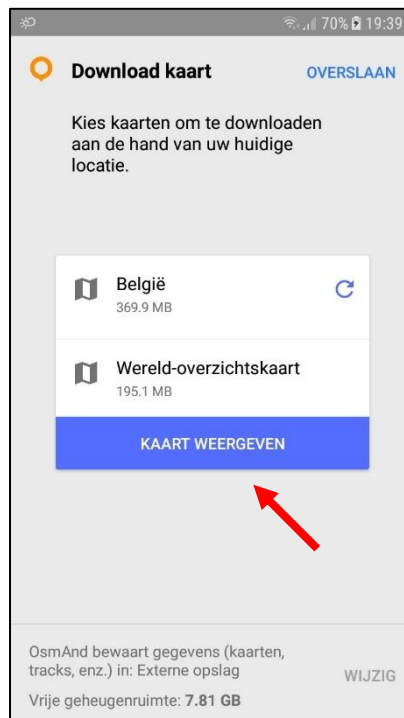 70% 19:39
Download kaart OVERSLAAN
Kies kaarten om te downloaden
aan de hand van uw huidige
locatie.
België
369.9 MB
Wereld-overzichtskaart
195.1 MB
KAART WEERGEVEN
OsmAnd bewaart gegevens (kaarten,
tracks, enz.) in: Externe opslag WIJZIG
Vrije geheugenruimte: 7.81 GB